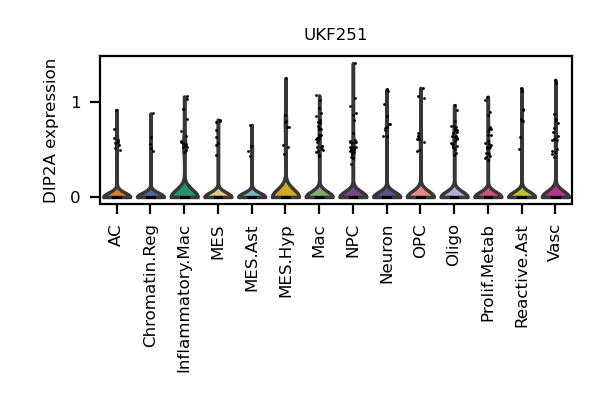 UKF251
DIP2A expression
1
0
AC
Chromatin.Reg
Inflammatory.Mac
MES
MES.Ast
MES.Hyp
Mac
NPC
Neuron
OPC
Oligo
Prolif.Metab
Reactive.Ast
Vasc